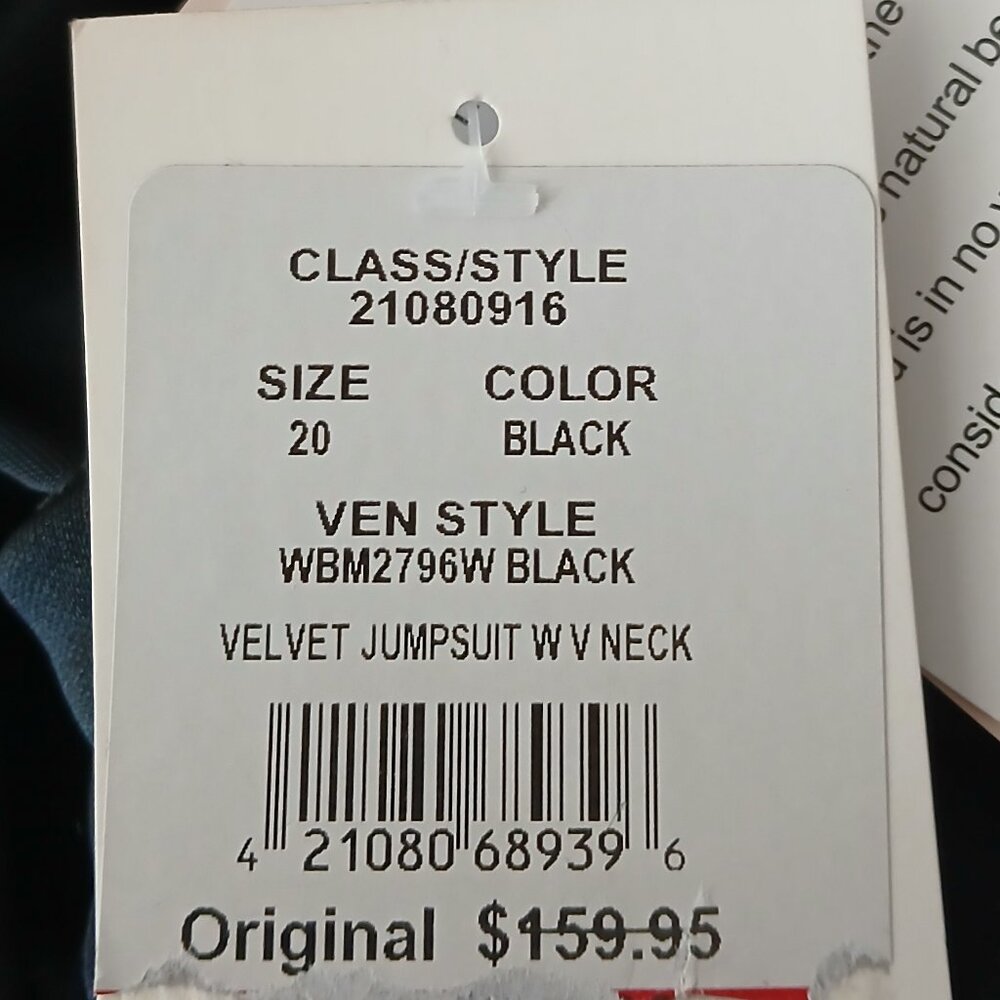 CLASS/STYLE
21080916
SIZE COLOR
20 BLACK
VEN STYLE
WBM2796W BLACK
VELVET JUMPSUIT W V NECK
4 21080 68939 6
Original $159.95
natural
is in no
consid